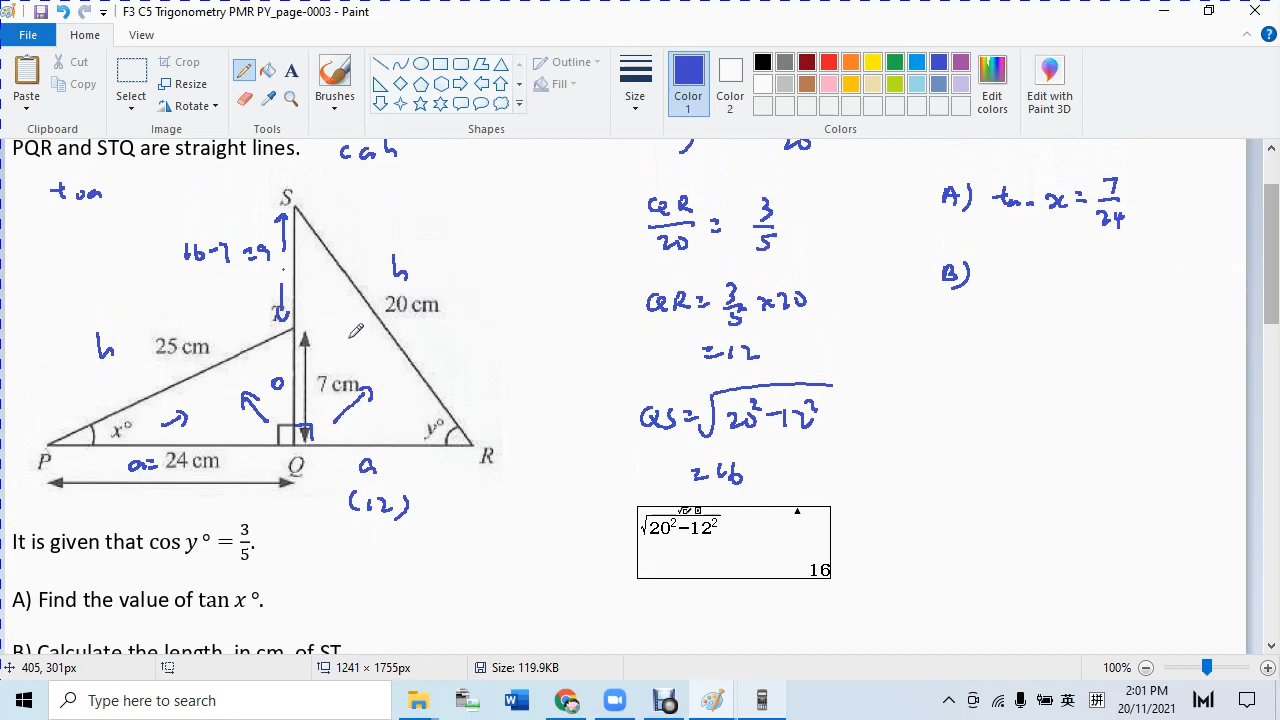 F3 C5 Trigonometry PMR PY_page-0003 - Paint
File Home View
Paste Cut Copy Clipboard
Select Crop Resize Rotate Image
A Tools
Brushes
Outline Fill Shapes
Size
Color 1 Color 2 Edit colors Colors
Edit with Paint 3D
PQR and STQ are straight lines.
cah
20
toa
A) tan x = 7/24
S
QR/20 = 3/5
16-7 = 9
h
B)
T
20 cm
QR = 3/5 x 20
h
25 cm
= 12
o
7 cm
x°
y°
QS = √20² - 12²
P
a = 24 cm
Q
a
R
= 16
(12)
√20²−12²
16
It is given that cos y ° = 3/5.
A) Find the value of tan x °.
B) Calculate the length, in cm, of ST
405, 301px
1241 × 1755px
Size: 119.9KB
100%
Type here to search
英 拼
2:01 PM
20/11/2021